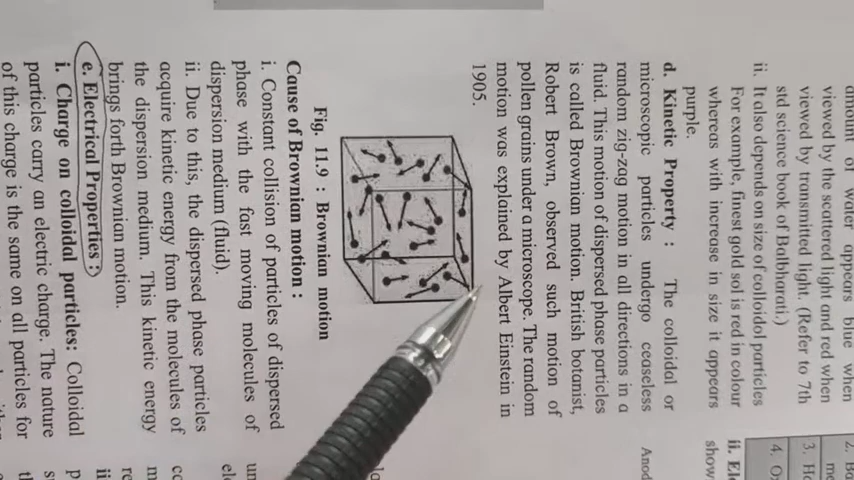 amount of water appears blue when
viewed by the scattered light and red when
viewed by transmitted light. (Refer to 7th
std science book of Balbharati.)
ii. It also depends on size of colloidal particles
For example, finest gold sol is red in colour
whereas with increase in size it appears
purple.
d. Kinetic Property : The colloidal or
microscopic particles undergo ceaseless
random zig-zag motion in all directions in a
fluid. This motion of dispersed phase particles
is called Brownian motion. British botanist,
Robert Brown, observed such motion of
pollen grains under a microscope. The random
motion was explained by Albert Einstein in
1905.
Fig. 11.9 : Brownian motion
Cause of Brownian motion :
i. Constant collision of particles of dispersed
phase with the fast moving molecules of
dispersion medium (fluid).
ii. Due to this, the dispersed phase particles
acquire kinetic energy from the molecules of
the dispersion medium. This kinetic energy
brings forth Brownian motion.
e. Electrical Properties :
i. Charge on colloidal particles: Colloidal
particles carry an electric charge. The nature
of this charge is the same on all particles for
2.
3.
4.
ii.
show
Anod